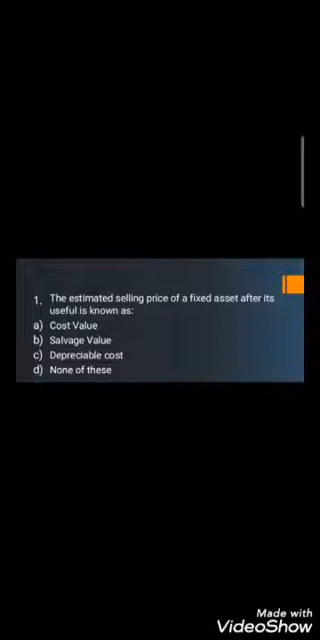 1. The estimated selling price of a fixed asset after its
useful is known as:
a) Cost Value
b) Salvage Value
c) Depreciable cost
d) None of these
Made with
VideoShow